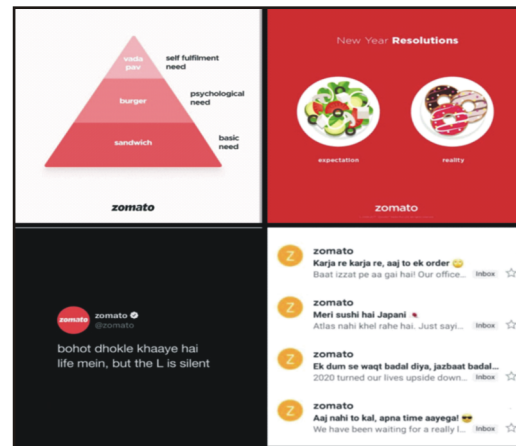 vada
pav
self fulfilment
need
burger
psychological
need
sandwich
basic
need
zomato
New Year Resolutions
expectation
reality
zomato
zomato
zomato
@zomato
bohot dhokle khaaye hai
life mein, but the L is silent
Z
zomato
Karja re karja re, aaj to ek order
Baat izzat pe aa gai hai! Our office...
Inbox
Z
zomato
Meri sushi hai Japani
Atlas nahi khel rahe hai. Just sayi...
Inbox
Z
zomato
Ek dum se waqt badal diya, jazbaat badal...
2020 turned our lives upside down...
Inbox
Z
zomato
Aaj nahi to kal, apna time aayega!
We have been waiting for a really l...
Inbox